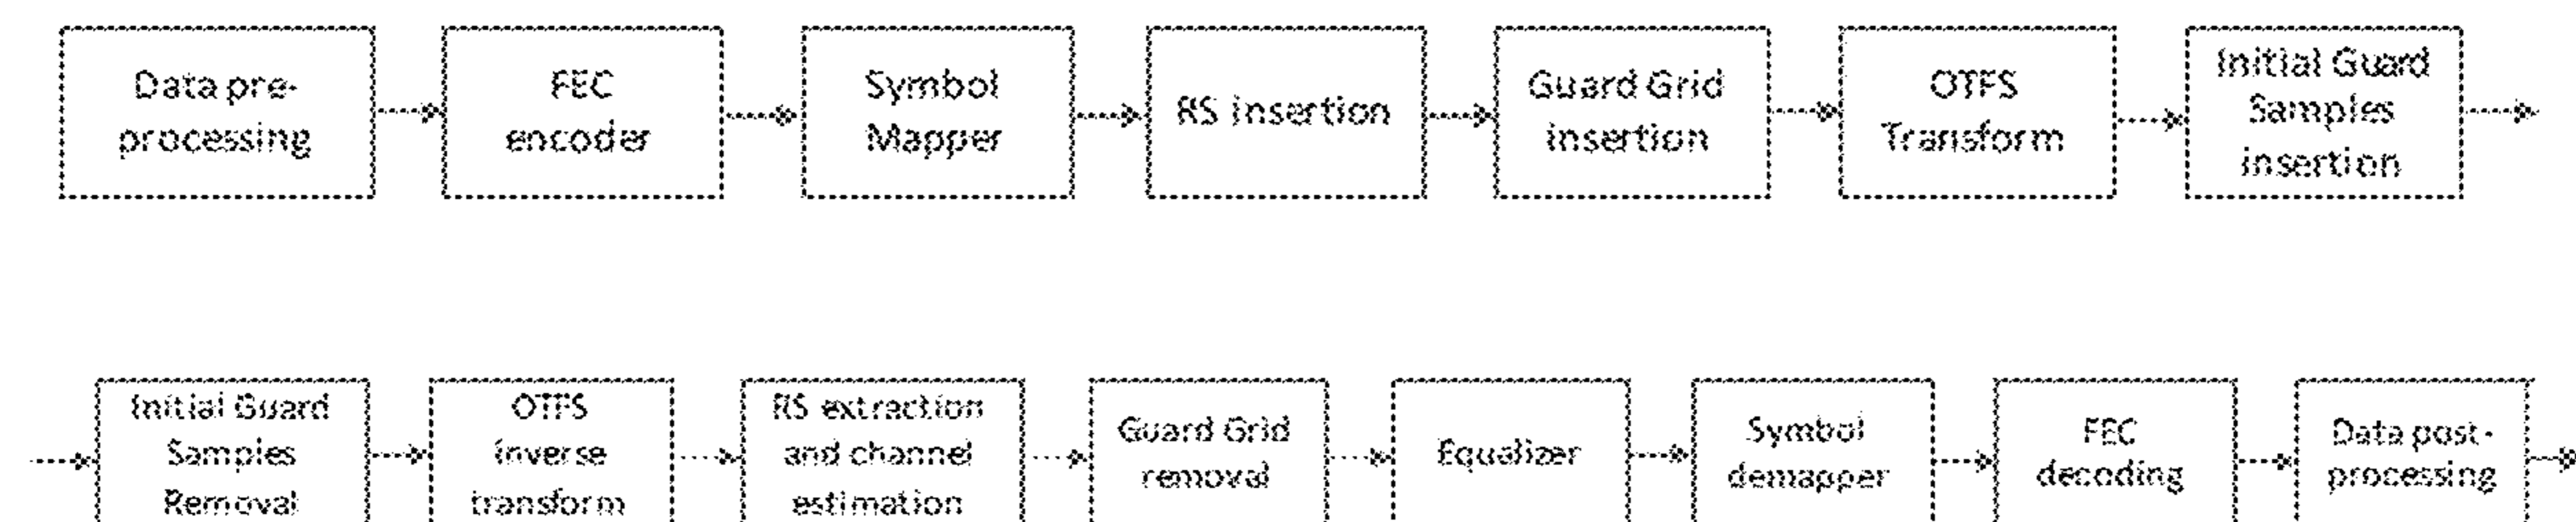 Data pre-
processing
FEC
encoder
Symbol
Mapper
RS insertion
Guard Grid
insertion
OTFS
Transform
Initial Guard
Samples
insertion
Initial Guard
Samples
Removal
OTFS
inverse
transform
RS extraction
and channel
estimation
Guard Grid
removal
Equalizer
Symbol
demapper
FEC
decoding
Data post-
processing